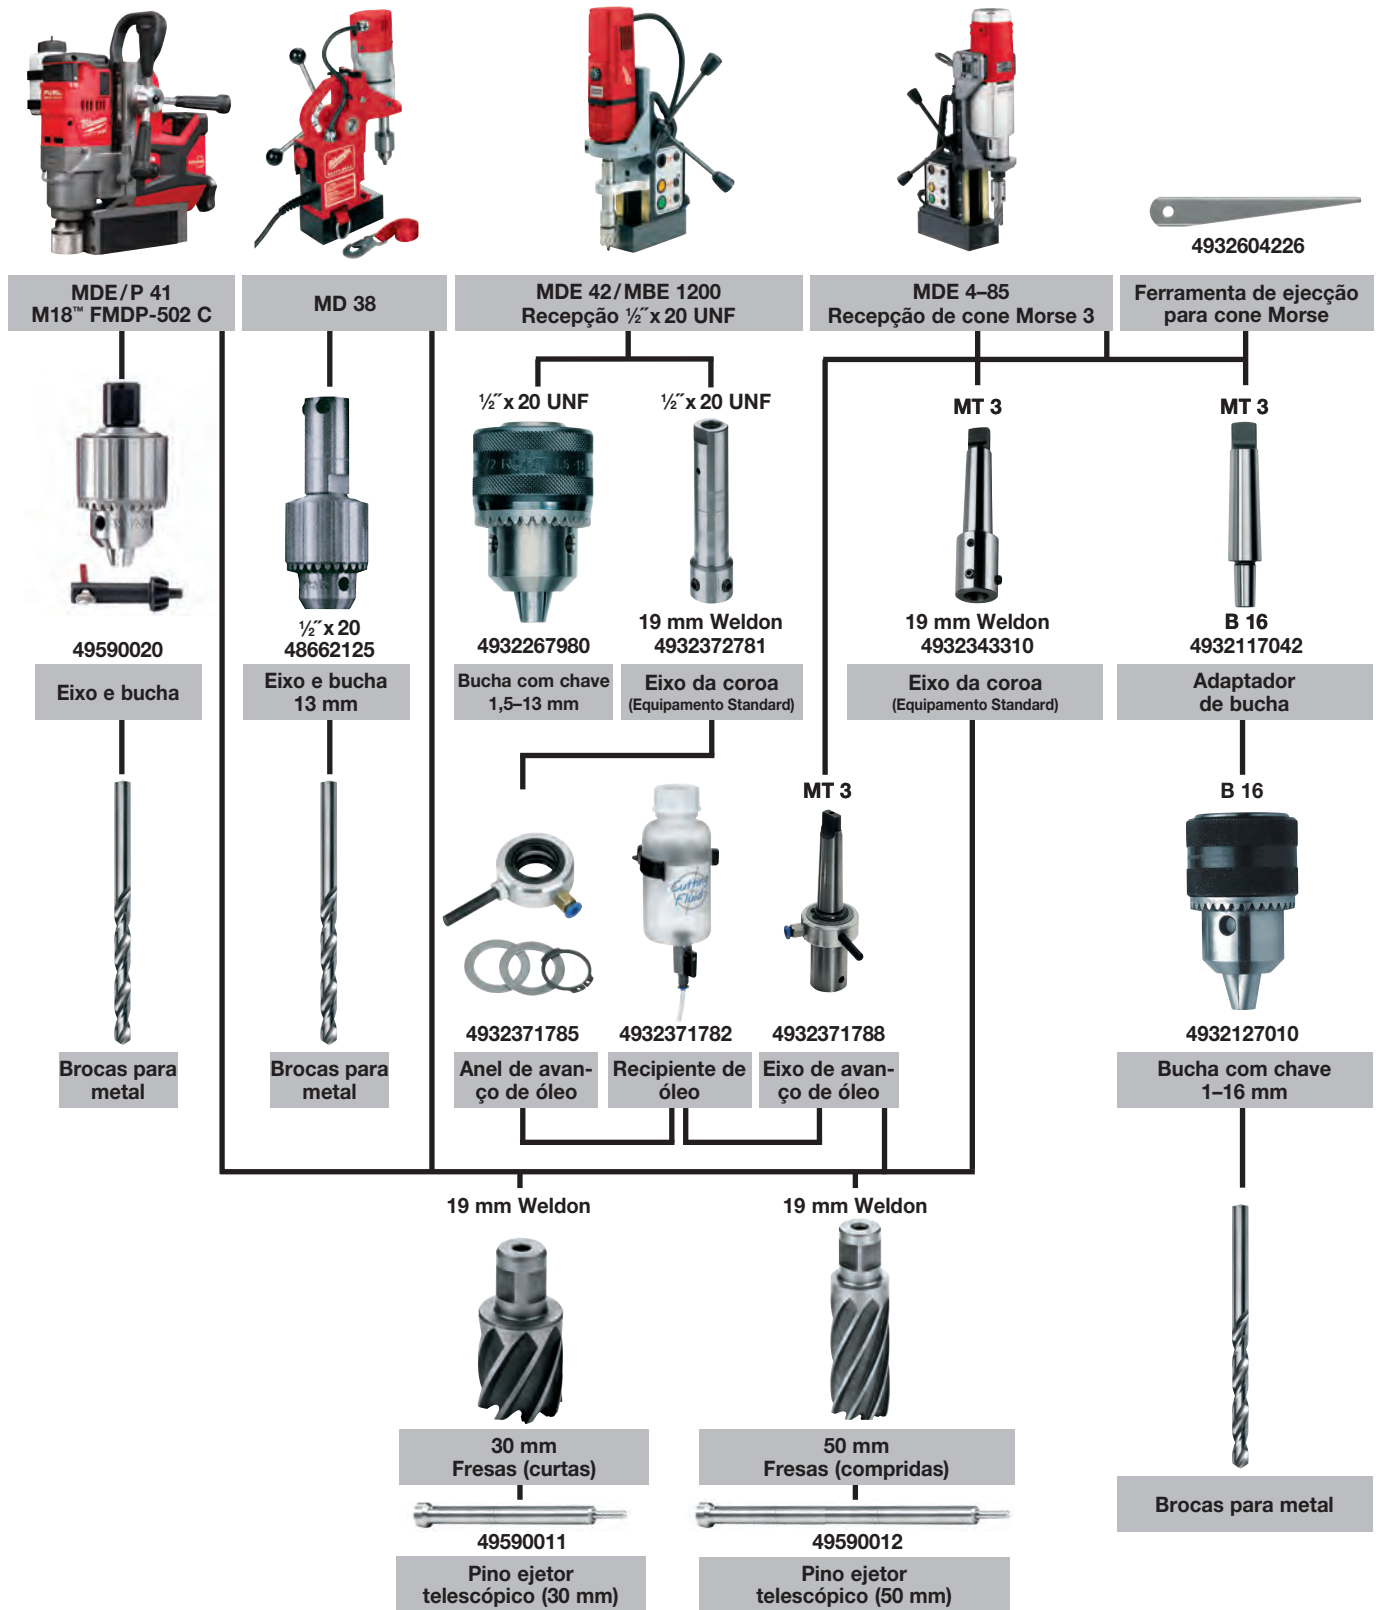 4932604226
MDE/P 41
M18™ FMDP-502 C
MD 38
MDE 42/MBE 1200
Recepção ½˝x 20 UNF
MDE 4–85
Recepção de cone Morse 3
Ferramenta de ejecção
para cone Morse
½˝x 20 UNF
½˝x 20 UNF
MT 3
MT 3
49590020
½˝x 20
48662125
4932267980
19 mm Weldon
4932372781
19 mm Weldon
4932343310
B 16
4932117042
Eixo e bucha
Eixo e bucha
13 mm
Bucha com chave
1,5–13 mm
Eixo da coroa
(Equipamento Standard)
Eixo da coroa
(Equipamento Standard)
Adaptador
de bucha
MT 3
B 16
Cutting
Fluid
4932371785
4932371782
4932371788
4932127010
Brocas para
metal
Brocas para
metal
Anel de avan-
ço de óleo
Recipiente de
óleo
Eixo de avan-
ço de óleo
Bucha com chave
1–16 mm
19 mm Weldon
19 mm Weldon
30 mm
Fresas (curtas)
50 mm
Fresas (compridas)
Brocas para metal
49590011
49590012
Pino ejetor
telescópico (30 mm)
Pino ejetor
telescópico (50 mm)